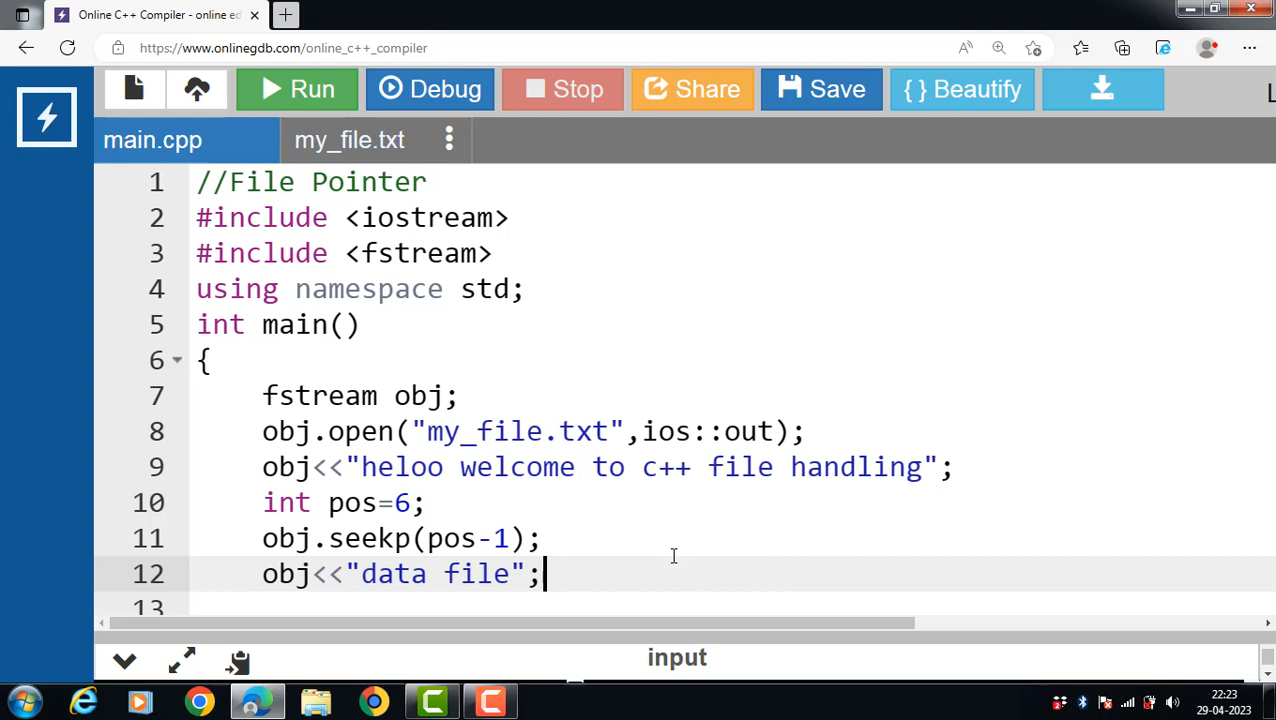 Online C++ Compiler - online ed
https://www.onlinegdb.com/online_c++_compiler
Run Debug Stop Share Save { } Beautify
main.cpp my_file.txt
1 //File Pointer
2 #include <iostream>
3 #include <fstream>
4 using namespace std;
5 int main()
6 {
7 fstream obj;
8 obj.open("my_file.txt",ios::out);
9 obj<<"heloo welcome to c++ file handling";
10 int pos=6;
11 obj.seekp(pos-1);
12 obj<<"data file";
13
input
22:23
29-04-2023